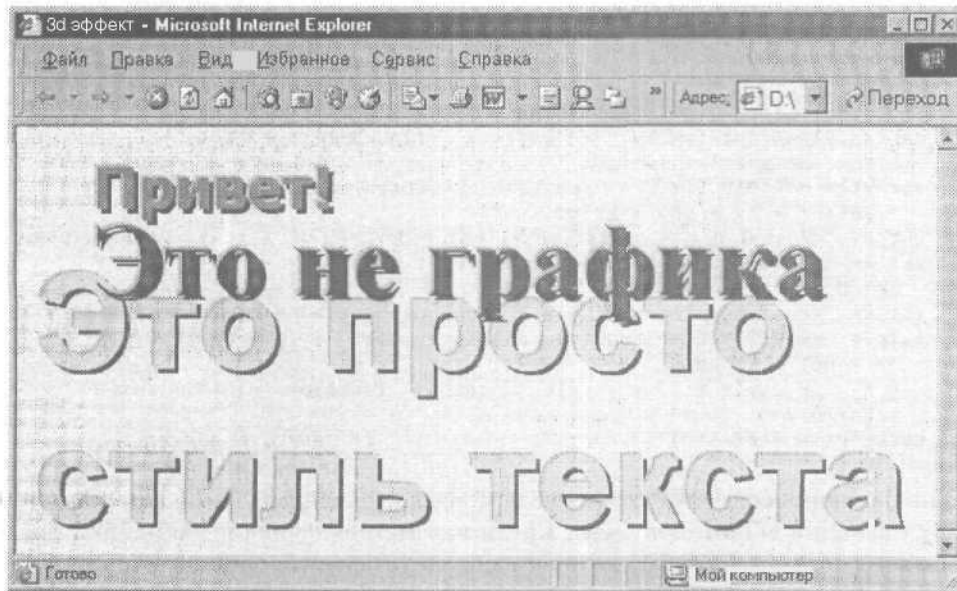 3d эффект - Microsoft Internet Explorer
Файл Правка Вид Избранное Сервис Справка
» Адрес: D:\ Переход
Привет!
Это не графика
Это просто
стиль текста
Готово Мой компьютер